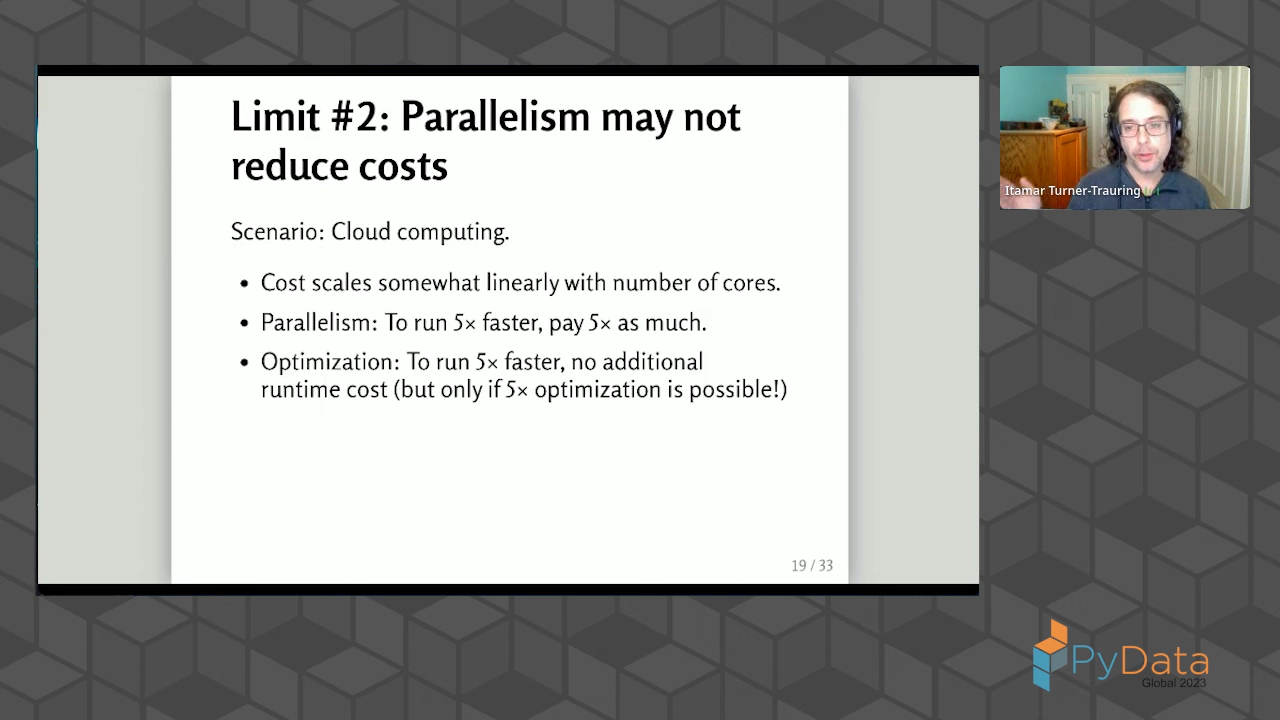 Limit #2: Parallelism may not
reduce costs
Scenario: Cloud computing.
• Cost scales somewhat linearly with number of cores.
• Parallelism: To run 5× faster, pay 5× as much.
• Optimization: To run 5× faster, no additional
runtime cost (but only if 5× optimization is possible!)
19 / 33
Itamar Turner-Trauring
PyData
Global 2023